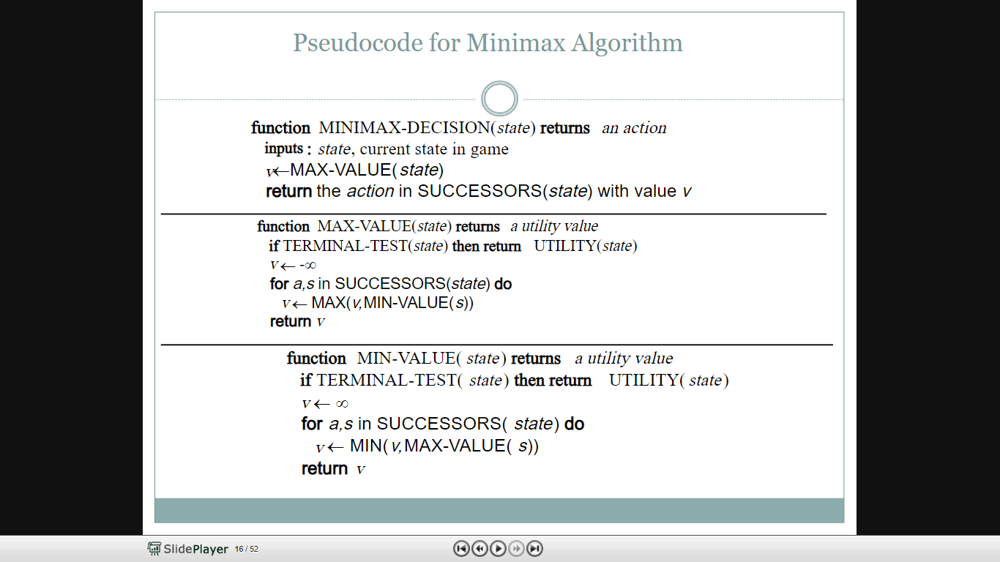 Pseudocode for Minimax Algorithm
function MINIMAX-DECISION(state) returns an action
inputs : state, current state in game
v←MAX-VALUE(state)
return the action in SUCCESSORS(state) with value v
function MAX-VALUE(state) returns a utility value
if TERMINAL-TEST(state) then return UTILITY(state)
v ← -∞
for a,s in SUCCESSORS(state) do
v ← MAX(v,MIN-VALUE(s))
return v
function MIN-VALUE( state) returns a utility value
if TERMINAL-TEST( state) then return UTILITY( state)
v ← ∞
for a,s in SUCCESSORS( state) do
v ← MIN(v,MAX-VALUE( s))
return v
SlidePlayer 16 / 52